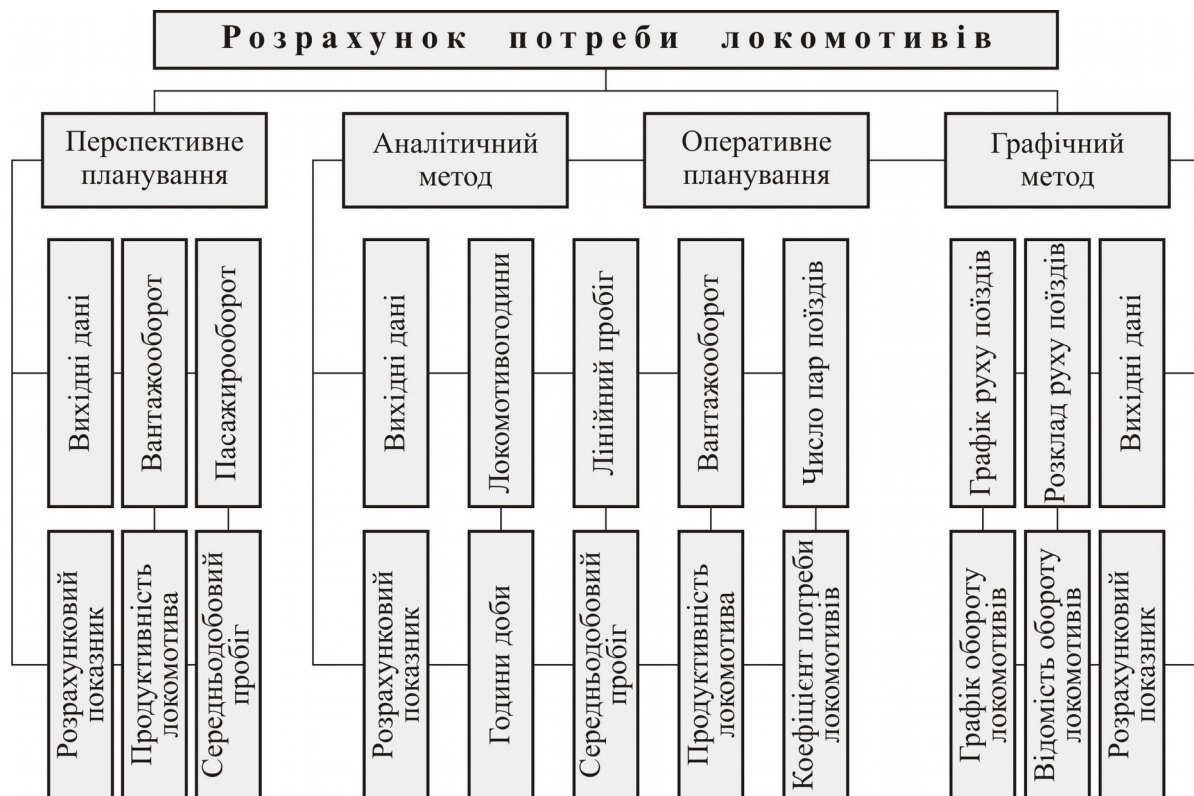 Розрахунок потреби локомотивів
Перспективне
планування
Аналітичний
метод
Оперативне
планування
Графічний
метод
Вихідні дані
Вантажооборот
Пасажирооборот
Вихідні дані
Локомотивогодини
Лінійний пробіг
Вантажооборот
Число пар поїздів
Графік руху поїздів
Розклад руху поїздів
Вихідні дані
Розрахунковий
показник
Продуктивність
локомотива
Середньодобовий
пробіг
Розрахунковий
показник
Години доби
Середньодобовий
пробіг
Продуктивність
локомотива
Коефіцієнт потреби
локомотивів
Графік обороту
локомотивів
Відомість обороту
локомотивів
Розрахунковий
показник